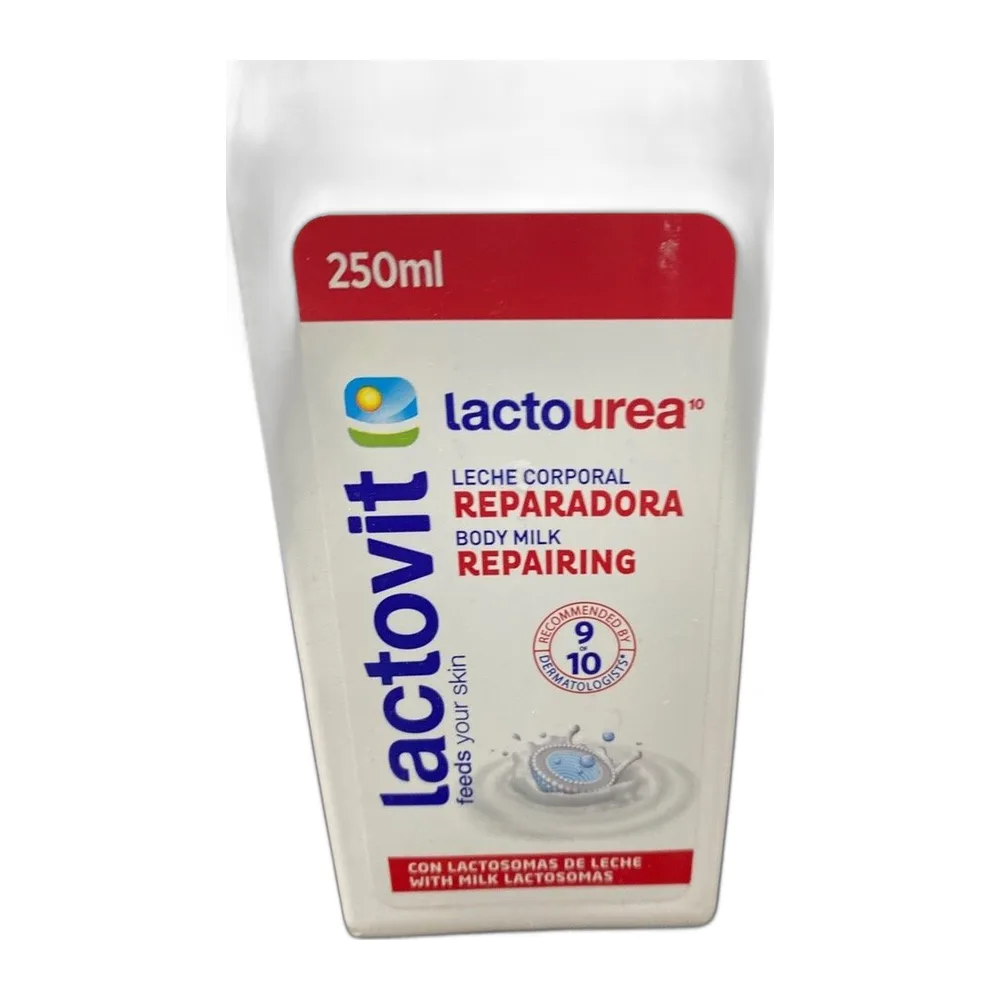 250ml
lactovit
feeds your skin
lactourea¹⁰
LECHE CORPORAL
REPARADORA
BODY MILK
REPAIRING
RECOMMENDED BY
9
OF
10
DERMATOLOGISTS*
CON LACTOSOMAS DE LECHE
WITH MILK LACTOSOMAS